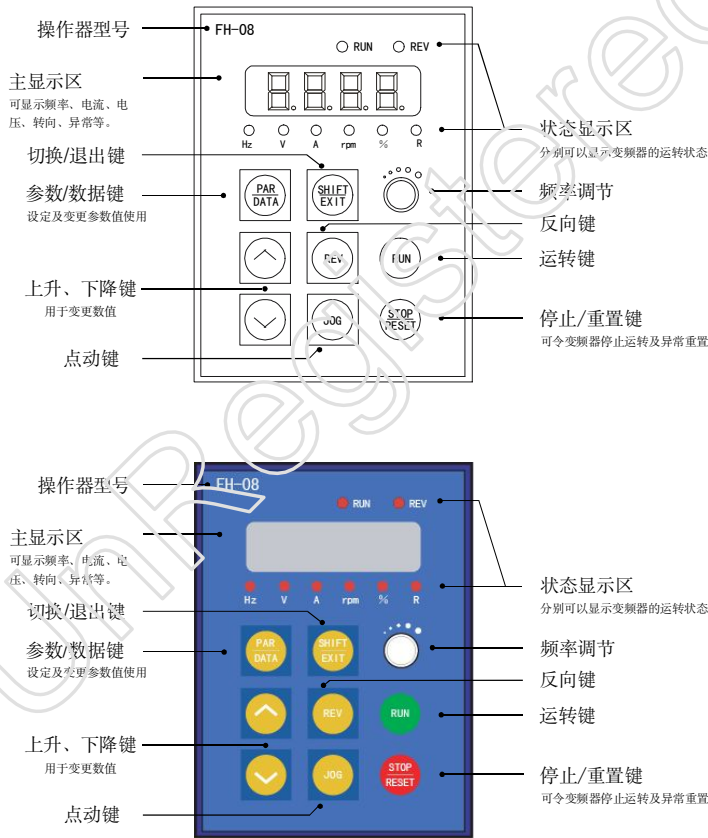 操作器型号
FH-08
RUN
REV
主显示区
可显示频率、电流、电
压、转向、异常等。
8.8.8.8.
Hz V A rpm % R
状态显示区
分别可以显示变频器的运转状态
切换/退出键
参数/数据键
设定及变更参数值使用
PAR
DATA
SHIFT
EXIT
频率调节
反向键
REV
RUN
运转键
上升、下降键
用于变更数值
JOG
STOP
RESET
停止/重置键
可令变频器停止运转及异常重置
点动键
操作器型号
FH-08
RUN
REV
主显示区
可显示频率、电流、电
压、转向、异常等。
Hz V A rpm % R
状态显示区
分别可以显示变频器的运转状态
切换/退出键
参数/数据键
设定及变更参数值使用
PAR
DATA
SHIFT
EXIT
频率调节
反向键
REV
RUN
运转键
上升、下降键
用于变更数值
JOG
STOP
RESET
停止/重置键
可令变频器停止运转及异常重置
点动键
UnRegistered